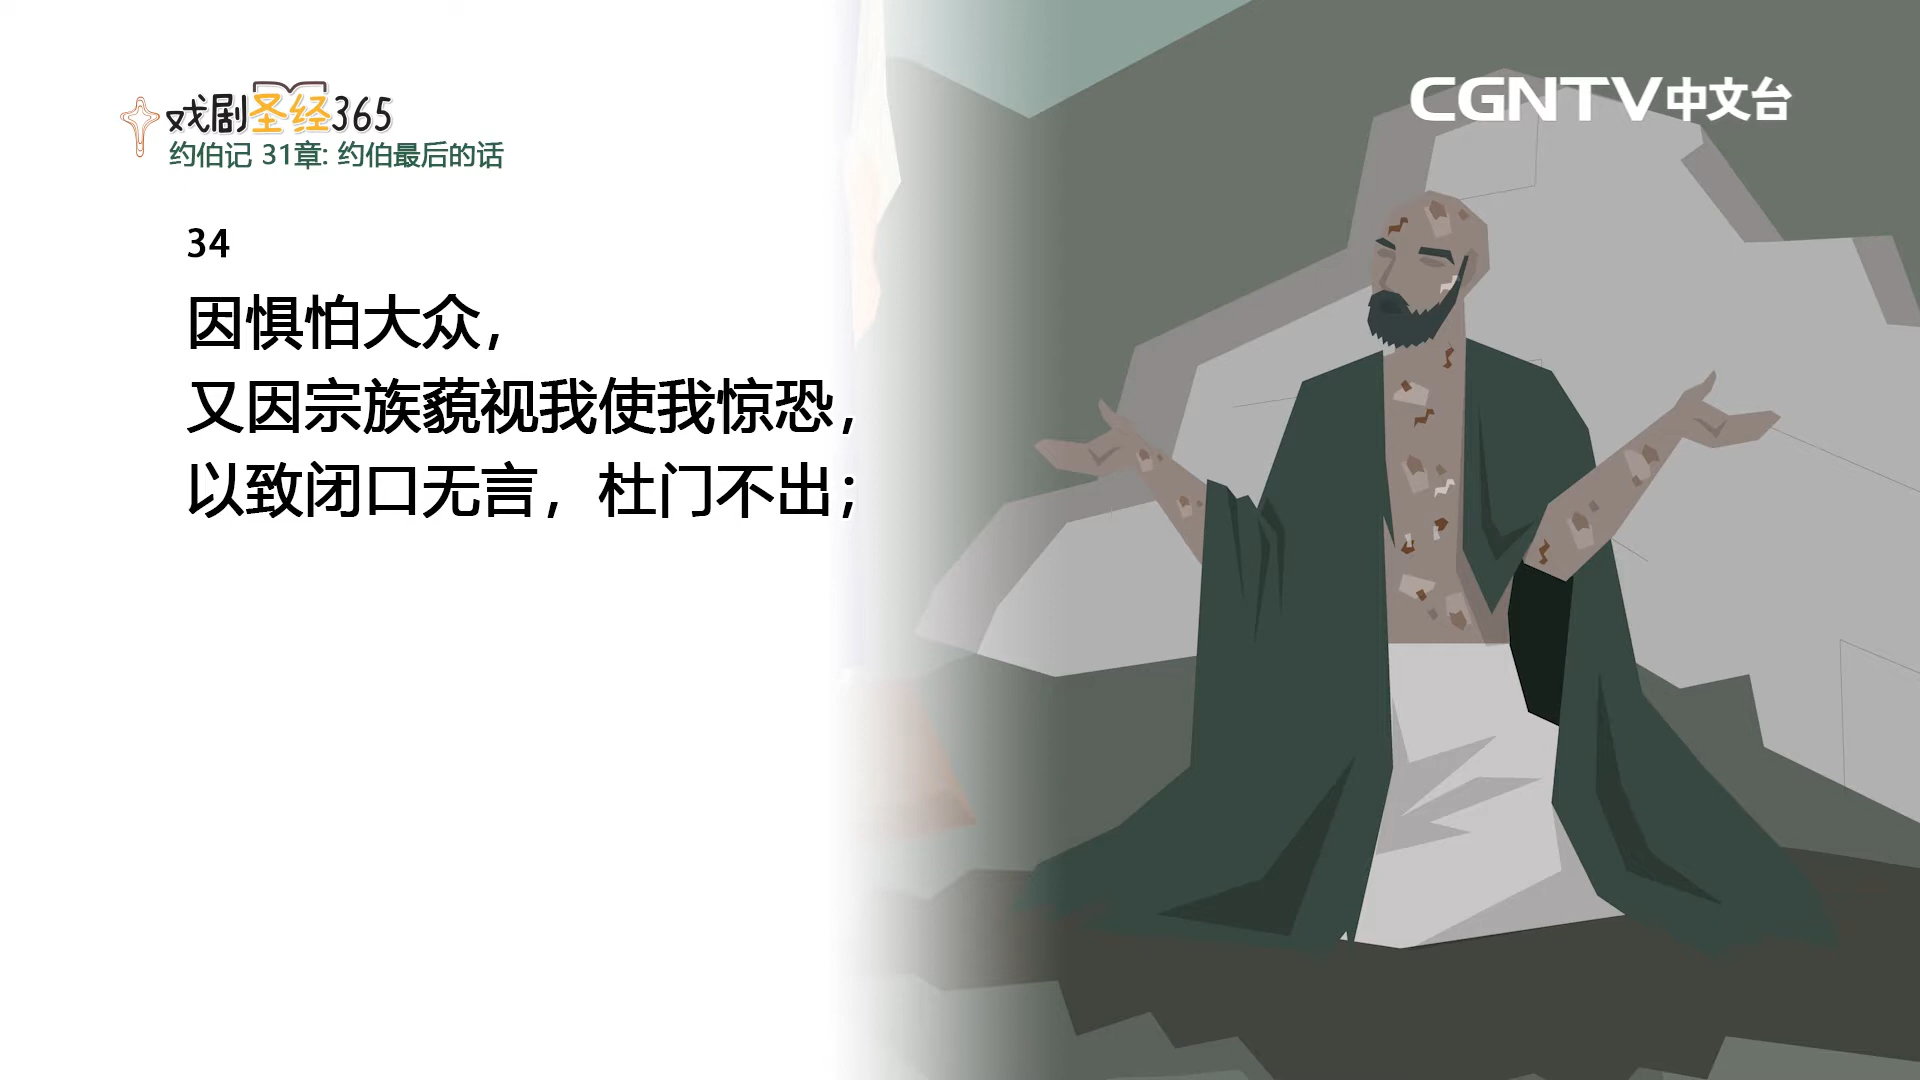 戏剧圣经365
CGNTV中文台
约伯记 31章: 约伯最后的话
34
因惧怕大众，
又因宗族藐视我使我惊恐，
以致闭口无言，杜门不出；